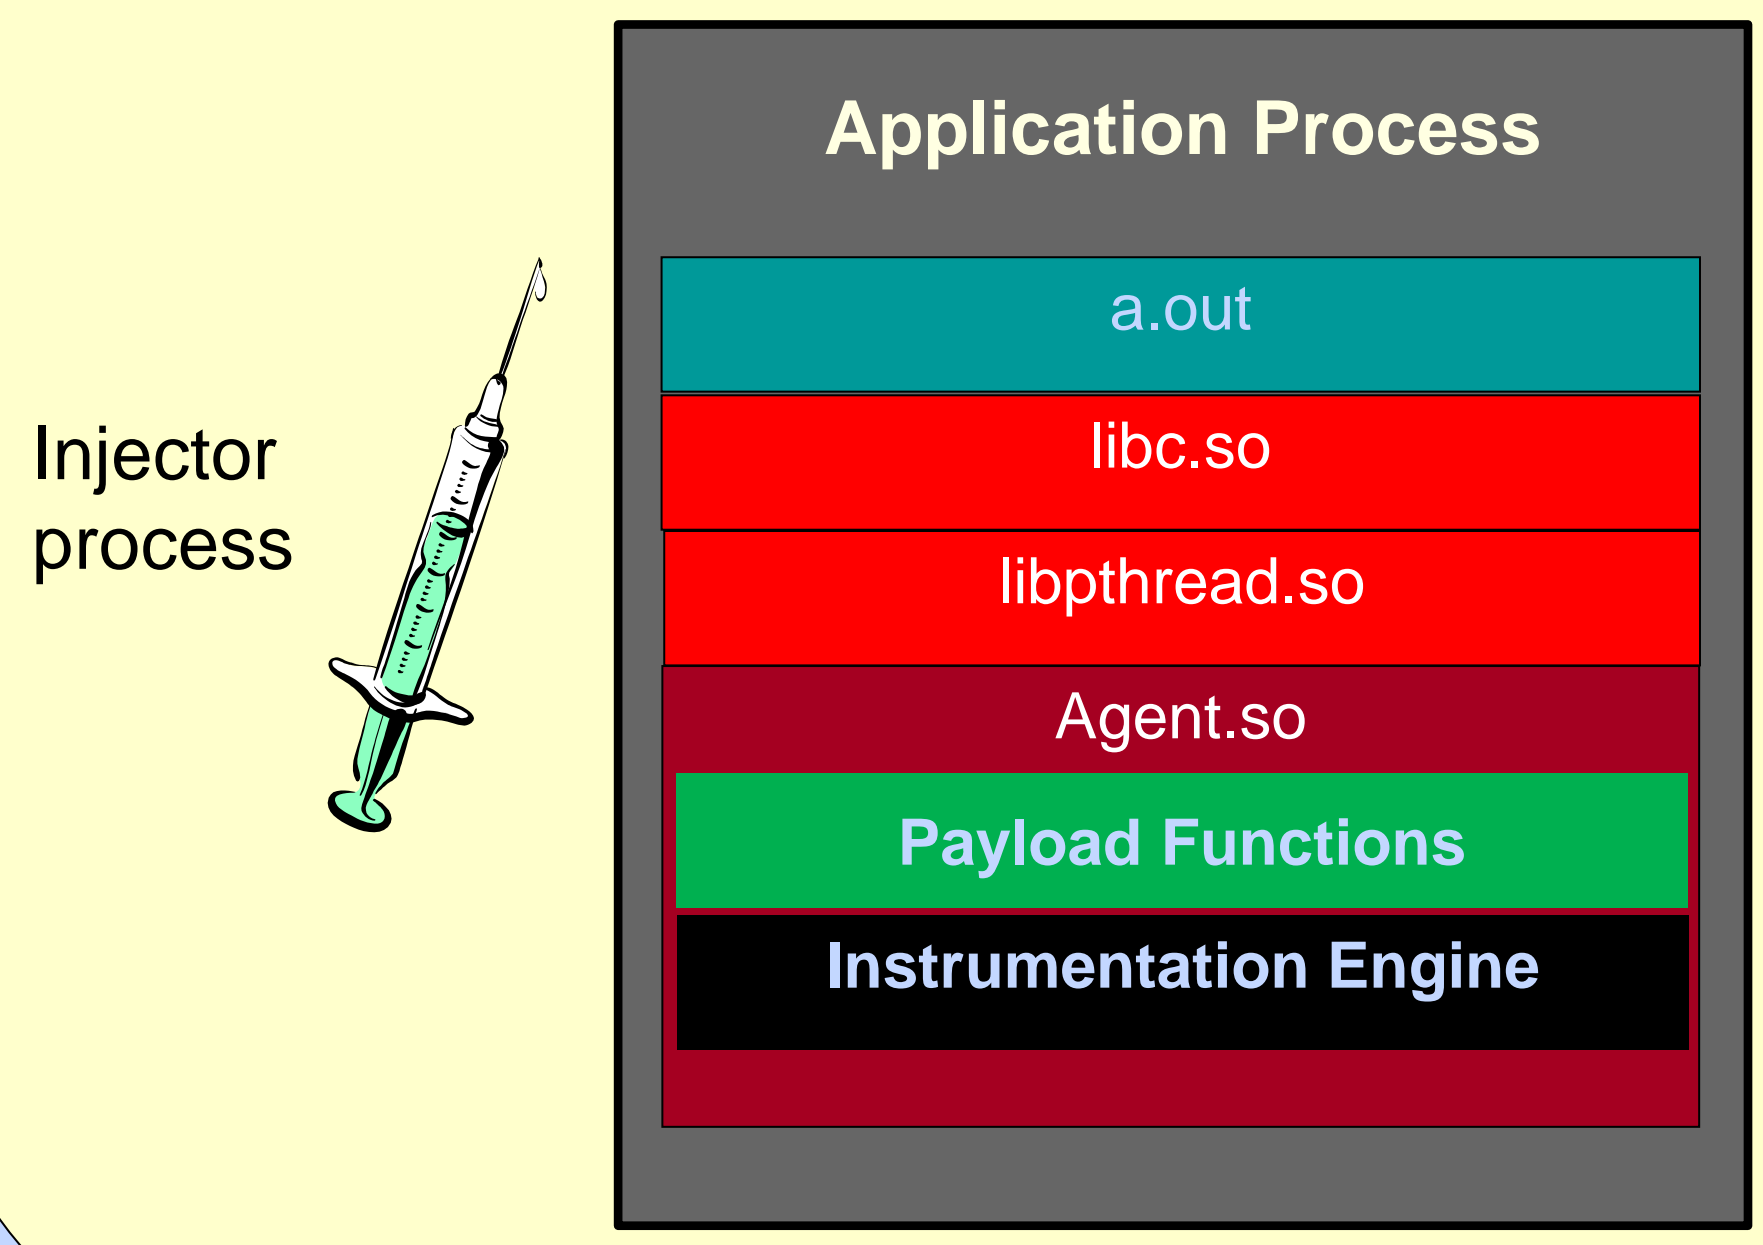 Application Process
a.out
libc.so
libpthread.so
Agent.so
Payload Functions
Instrumentation Engine
Injector
process